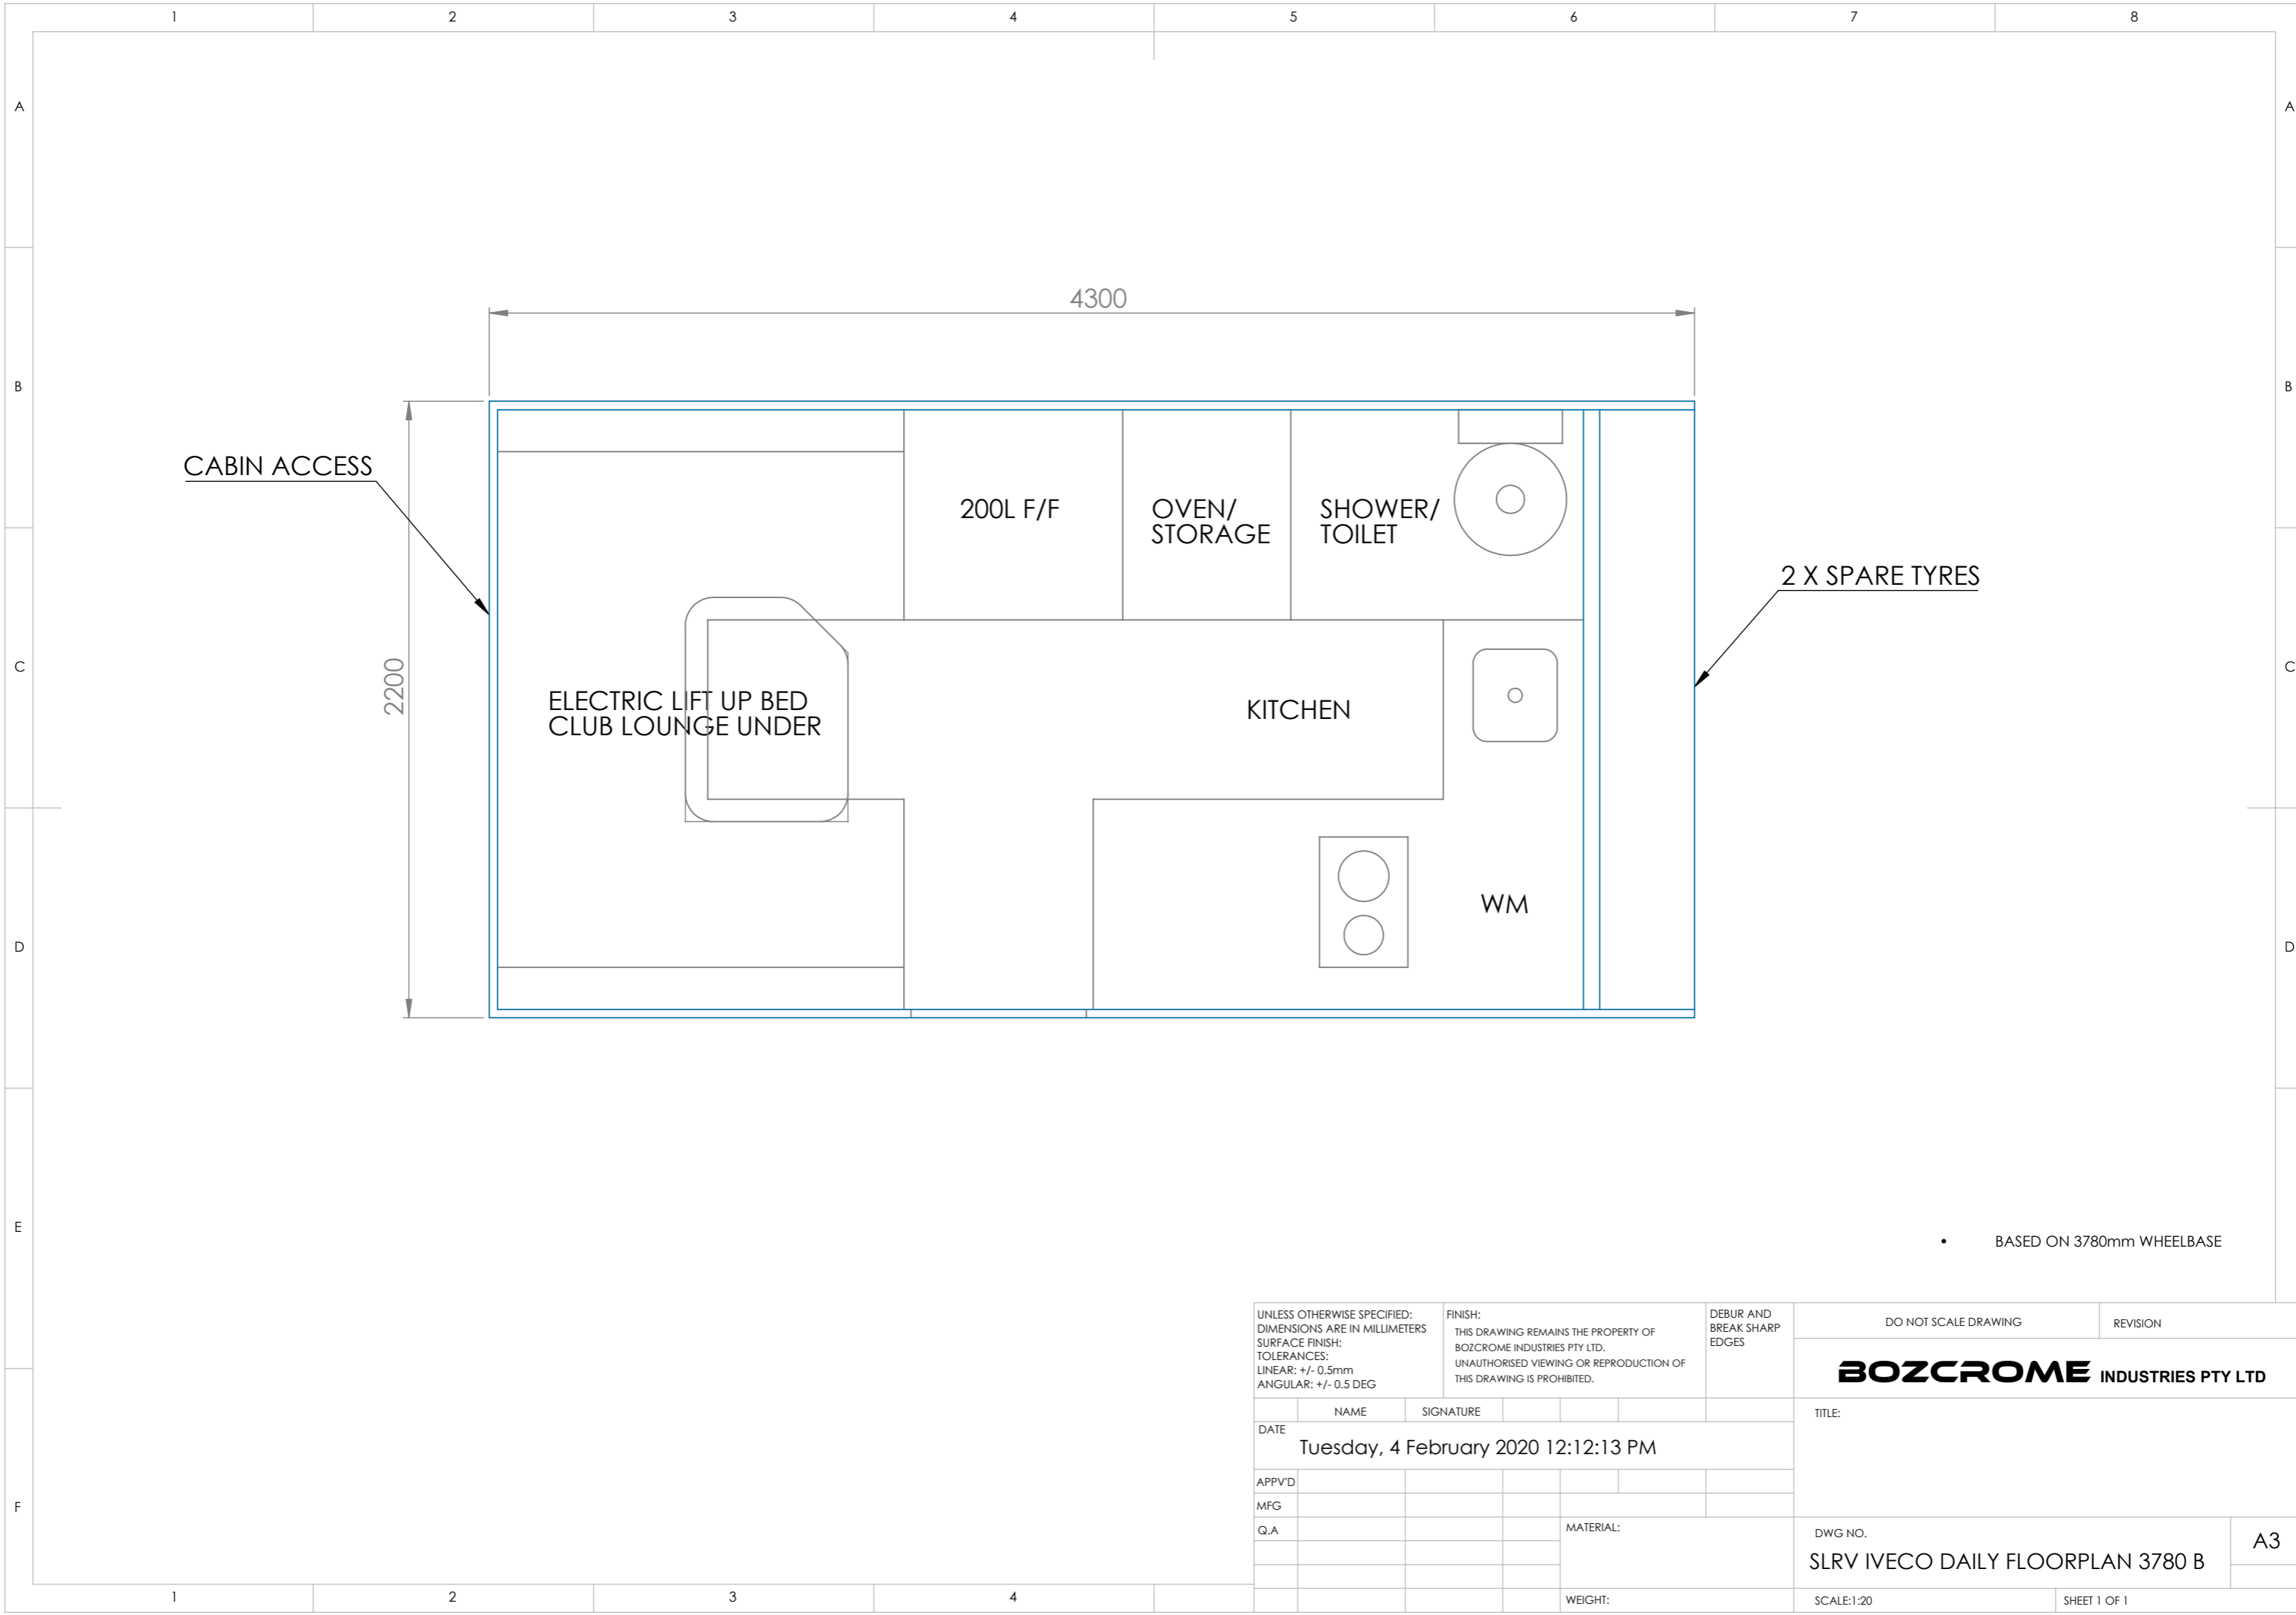 1 2 3 4 5 6 7 8
A A
4300
B B
CABIN ACCESS
200L F/F
OVEN/
STORAGE
SHOWER/
TOILET
2 X SPARE TYRES
C C
2200
ELECTRIC LIFT UP BED
CLUB LOUNGE UNDER
KITCHEN
WM
D D
E
• BASED ON 3780mm WHEELBASE
UNLESS OTHERWISE SPECIFIED:
DIMENSIONS ARE IN MILLIMETERS
SURFACE FINISH:
TOLERANCES:
LINEAR: +/- 0.5mm
ANGULAR: +/- 0.5 DEG
FINISH:
THIS DRAWING REMAINS THE PROPERTY OF
BOZCROME INDUSTRIES PTY LTD.
UNAUTHORISED VIEWING OR REPRODUCTION OF
THIS DRAWING IS PROHIBITED.
DEBUR AND
BREAK SHARP
EDGES
DO NOT SCALE DRAWING
REVISION
BOZCROME INDUSTRIES PTY LTD
NAME
SIGNATURE
TITLE:
DATE
Tuesday, 4 February 2020 12:12:13 PM
APPV'D
MFG
F
Q.A
MATERIAL:
DWG NO.
SLRV IVECO DAILY FLOORPLAN 3780 B
A3
WEIGHT:
SCALE:1:20
SHEET 1 OF 1
1 2 3 4